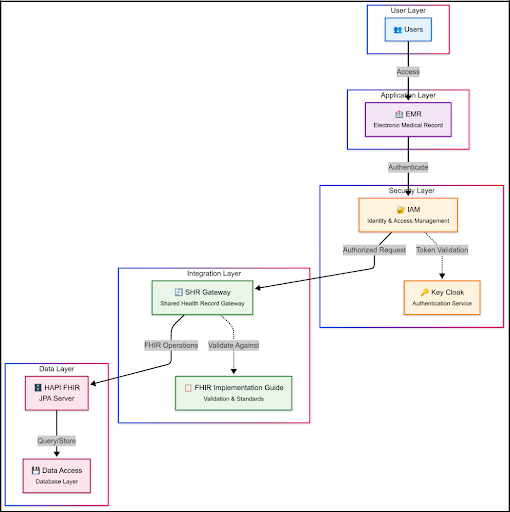 User Layer
👥 Users
Access
Application Layer
🏥 EMR
Electronic Medical Record
Authenticate
Security Layer
🔐 IAM
Identity & Access Management
Authorized Request
Token Validation
🔑 Key Cloak
Authentication Service
Integration Layer
🔄 SHR Gateway
Shared Health Record Gateway
FHIR Operations
Validate Against
📋 FHIR Implementation Guide
Validation & Standards
Data Layer
🗄️ HAPI FHIR
JPA Server
Query/Store
💾 Data Access
Database Layer